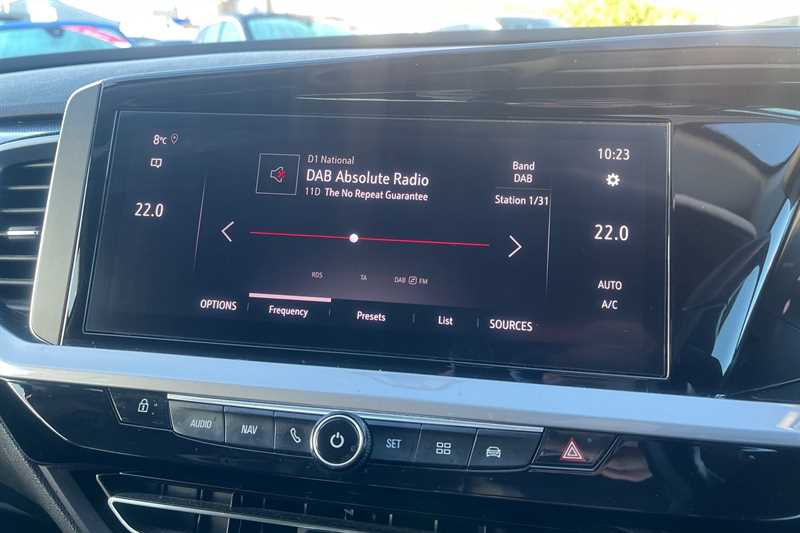 8°C
22.0
D1 National
DAB Absolute Radio
11D The No Repeat Guarantee
Band
DAB
Station 1/31
10:23
22.0
AUTO
A/C
RDS
TA
DAB FM
OPTIONS
Frequency
Presets
List
SOURCES
AUDIO
NAV
SET